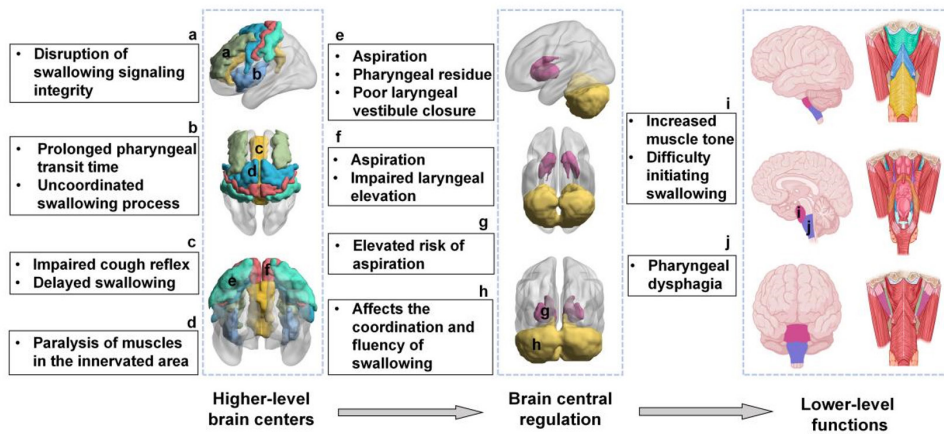 a
• Disruption of
swallowing signaling
integrity
b
• Prolonged pharyngeal
transit time
• Uncoordinated
swallowing process
c
• Impaired cough reflex
• Delayed swallowing
d
• Paralysis of muscles
in the innervated area
a
b
c
d
e
f
Higher-level
brain centers
e
• Aspiration
• Pharyngeal residue
• Poor laryngeal
vestibule closure
f
• Aspiration
• Impaired laryngeal
elevation
g
• Elevated risk of
aspiration
h
• Affects the
coordination and
fluency of
swallowing
g
h
Brain central
regulation
i
• Increased
muscle tone
• Difficulty
initiating
swallowing
j
• Pharyngeal
dysphagia
i
j
Lower-level
functions